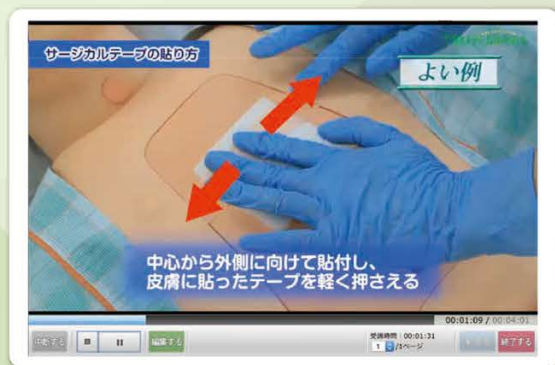 サージカルテープの貼り方
よい例
中心から外側に向けて貼付し、
皮膚に貼ったテープを軽く押さえる
00:01:09 / 00:04:01
中断する
編集する
受講時間：00:01:31
1 /1ページ
終了する